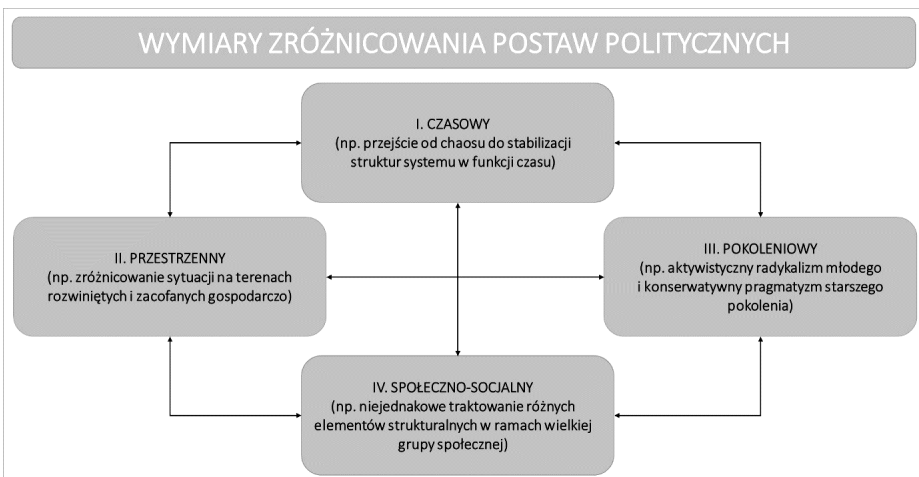 WYMIARY ZRÓŻNICOWANIA POSTAW POLITYCZNYCH
I. CZASOWY
(np. przejście od chaosu do stabilizacji
struktur systemu w funkcji czasu)
II. PRZESTRZENNY
(np. zróżnicowanie sytuacji na terenach
rozwiniętych i zacofanych gospodarczo)
III. POKOLENIOWY
(np. aktywistyczny radykalizm młodego
i konserwatywny pragmatyzm starszego
pokolenia)
IV. SPOŁECZNO-SOCJALNY
(np. niejednakowe traktowanie różnych
elementów strukturalnych w ramach wielkiej
grupy społecznej)